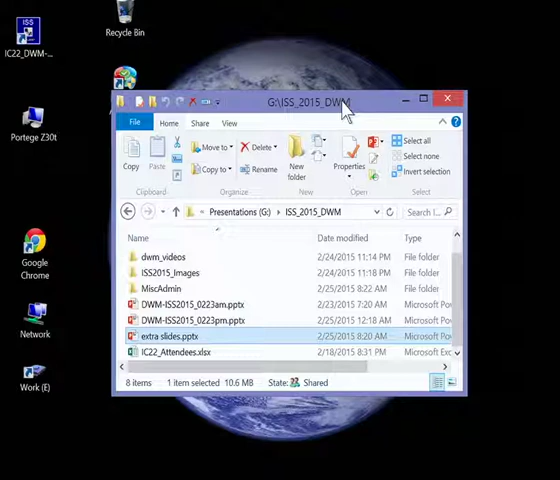 ISS
Recycle Bin
IC22_DWM-...
G:\ISS_2015_DWM
File Home Share View
Copy Paste Move to Copy to Delete Rename New folder Properties Select all Select none Invert selection
Clipboard Organize New Open Select
Portege Z30t
Presentations (G:) ISS_2015_DWM Search I...
Name Date modified Type
dwm_videos 2/24/2015 11:14 PM File folder
ISS2015_Images 2/24/2015 11:18 PM File folder
MiscAdmin 2/25/2015 8:22 AM File folder
DWM-ISS2015_0223am.pptx 2/23/2015 7:20 AM Microsoft Po
DWM-ISS2015_0223pm.pptx 2/25/2015 12:18 AM Microsoft Po
extra slides.pptx 2/25/2015 8:20 AM Microsoft Po
IC22_Attendees.xlsx 2/18/2015 8:31 PM Microsoft Exc
8 items 1 item selected 10.6 MB State: Shared
Google
Chrome
Network
Work (E)